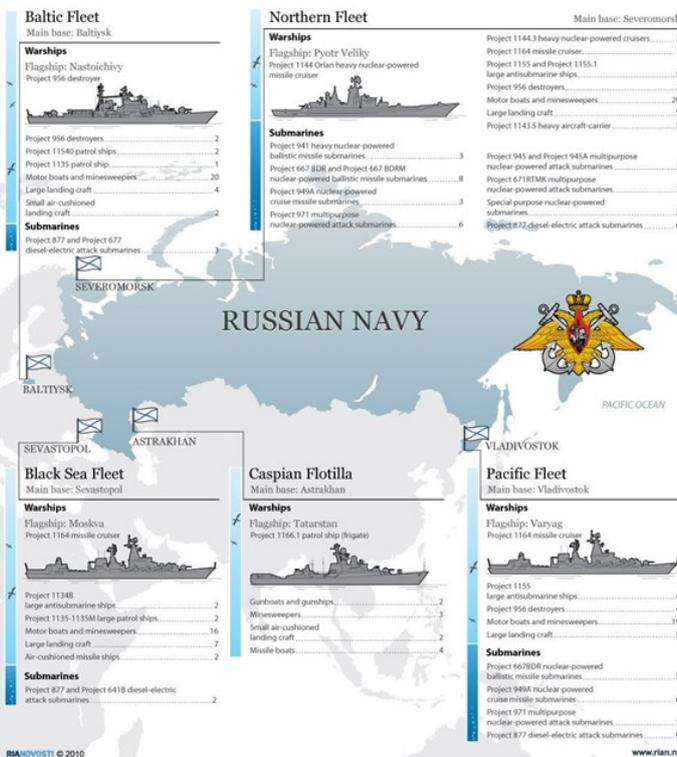 Baltic Fleet
Main base: Baltiysk
Warships
Flagship: Nastoichivy
Project 956 destroyer
Project 956 destroyers 2
Project 11540 patrol ships 2
Project 1135 patrol ship 1
Motor boats and minesweepers 20
Large landing craft 4
Small air-cushioned
landing craft 2
Submarines
Project 877 and Project 677
diesel-electric attack submarines 3
Northern Fleet
Main base: Severomorsk
Warships
Flagship: Pyotr Veliky
Project 1144 Orlan heavy nuclear-powered
missile cruiser
Submarines
Project 941 heavy nuclear-powered
ballistic missile submarines 3
Project 667 BDR and Project 667 BDRM
nuclear-powered ballistic missile submarines 8
Project 949A nuclear-powered
cruise missile submarines 3
Project 971 multipurpose
nuclear-powered attack submarines 6
Project 1144.3 heavy nuclear-powered cruisers
Project 1164 missile cruiser
Project 1155 and Project 1155.1
large antisubmarine ships
Project 956 destroyers
Motor boats and minesweepers
Large landing craft
Project 1143.5 heavy aircraft-carrier
Project 945 and Project 945A multipurpose
nuclear-powered attack submarines
Project 671RTMK multipurpose
nuclear-powered attack submarines
Special purpose nuclear-powered
submarines
Project 877 diesel-electric attack submarines
SEVEROMORSK
RUSSIAN NAVY
BALTIYSK
PACIFIC OCEAN
SEVASTOPOL
ASTRAKHAN
VLADIVOSTOK
Black Sea Fleet
Main base: Sevastopol
Warships
Flagship: Moskva
Project 1164 missile cruiser
Project 1134B
large antisubmarine ships 2
Project 1135-1135M large patrol ships 2
Motor boats and minesweepers 16
Large landing craft 7
Air-cushioned missile ships 2
Submarines
Project 877 and Project 641B diesel-electric
attack submarines 2
Caspian Flotilla
Main base: Astrakhan
Warships
Flagship: Tatarstan
Project 1166.1 patrol ship (frigate)
Gunboats and gunships 2
Minesweepers 3
Small air-cushioned
landing craft 2
Missile boats 4
Pacific Fleet
Main base: Vladivostok
Warships
Flagship: Varyag
Project 1164 missile cruiser
Project 1155
large antisubmarine ships
Project 956 destroyers
Motor boats and minesweepers
Large landing craft
Submarines
Project 667BDR nuclear-powered
ballistic missile submarines
Project 949A nuclear-powered
cruise missile submarines
Project 971 multipurpose
nuclear-powered attack submarines
Project 877 diesel-electric attack submarines
RIANOVOSTI © 2010
www.rian.r